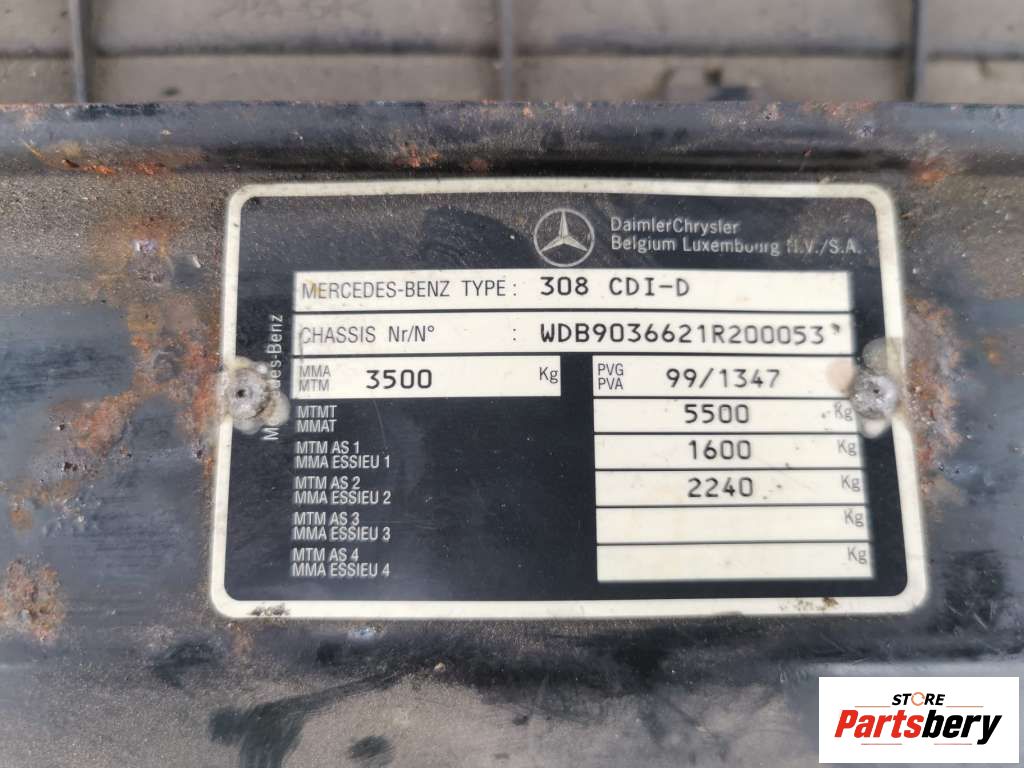 DaimlerChrysler
Belgium Luxembourg N.V./S.A.
MERCEDES-BENZ TYPE: 308 CDI-D
CHASSIS Nr/N° : WDB9036621R200053
Mercedes-Benz
MMA
MTM 3500 Kg
PVG
PVA 99/1347
MTMT
MMAT 5500 Kg
MTM AS 1
MMA ESSIEU 1 1600 Kg
MTM AS 2
MMA ESSIEU 2 2240 Kg
MTM AS 3
MMA ESSIEU 3 Kg
MTM AS 4
MMA ESSIEU 4 Kg
STORE
Partsbery